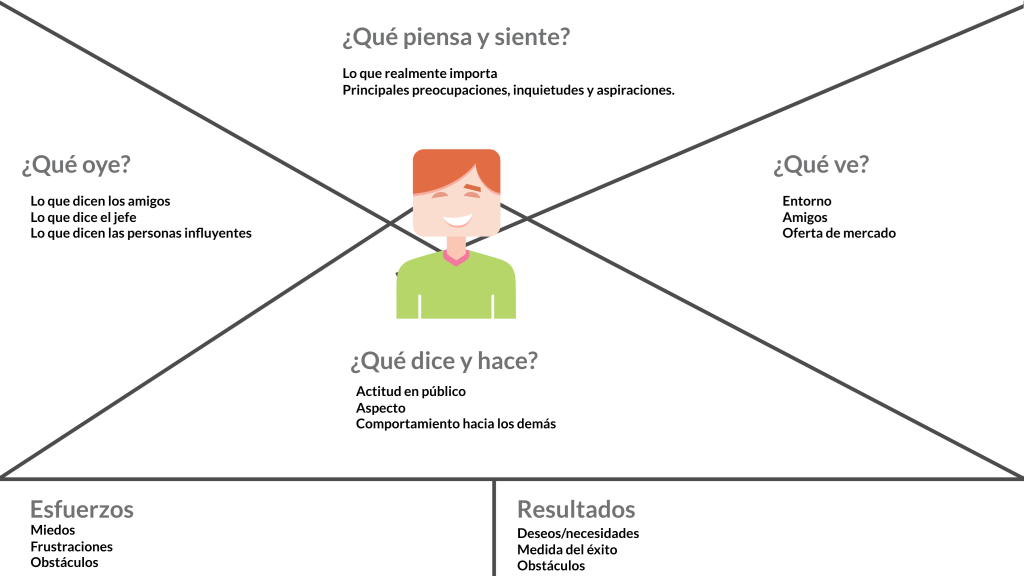 ¿Qué piensa y siente?
Lo que realmente importa
Principales preocupaciones, inquietudes y aspiraciones.
¿Qué oye?
Lo que dicen los amigos
Lo que dice el jefe
Lo que dicen las personas influyentes
¿Qué ve?
Entorno
Amigos
Oferta de mercado
¿Qué dice y hace?
Actitud en público
Aspecto
Comportamiento hacia los demás
Esfuerzos
Miedos
Frustraciones
Obstáculos
Resultados
Deseos/necesidades
Medida del éxito
Obstáculos